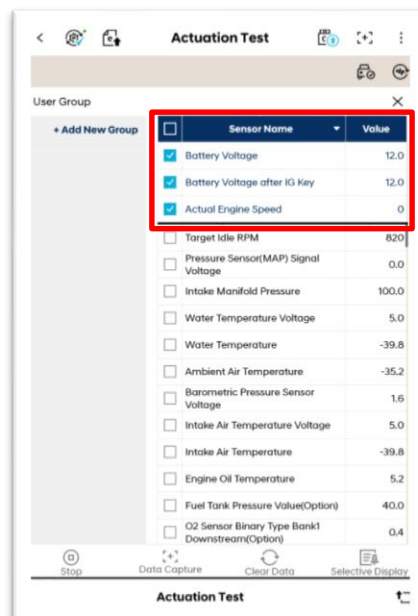 Actuation Test
User Group
+ Add New Group
Sensor Name
Value
Battery Voltage
12.0
Battery Voltage after IG Key
12.0
Actual Engine Speed
0
Target Idle RPM
820
Pressure Sensor(MAP) Signal
Voltage
0.0
Intake Manifold Pressure
100.0
Water Temperature Voltage
5.0
Water Temperature
-39.8
Ambient Air Temperature
-35.2
Barometric Pressure Sensor
Voltage
1.6
Intake Air Temperature Voltage
5.0
Intake Air Temperature
-39.8
Engine Oil Temperature
5.2
Fuel Tank Pressure Value(Option)
40.0
O2 Sensor Binary Type Bank1
Downstream(Option)
0.4
Stop
Data Capture
Clear Data
Selective Display
Actuation Test